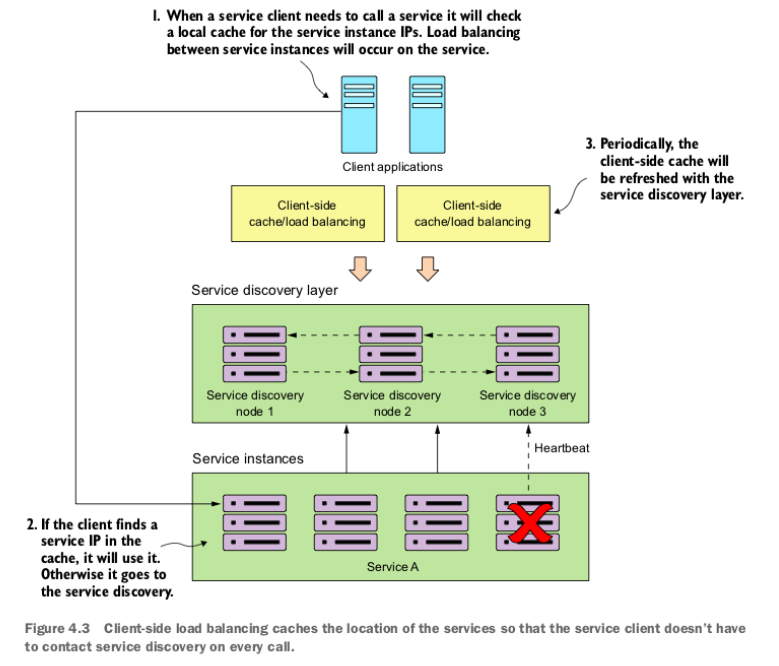 1. When a service client needs to call a service it will check
a local cache for the service instance IPs. Load balancing
between service instances will occur on the service.
Client applications
3. Periodically, the
client-side cache will
be refreshed with the
service discovery layer.
Client-side
cache/load balancing
Client-side
cache/load balancing
Service discovery layer
Service discovery
node 1
Service discovery
node 2
Service discovery
node 3
Heartbeat
Service instances
2. If the client finds a
service IP in the
cache, it will use it.
Otherwise it goes to
the service discovery.
Service A
Figure 4.3 Client-side load balancing caches the location of the services so that the service client doesn't have
to contact service discovery on every call.